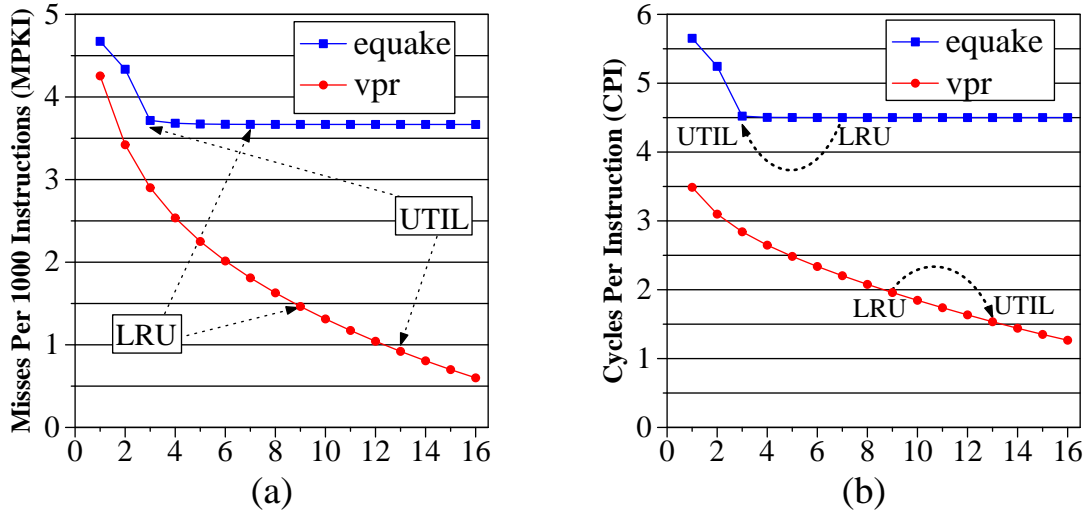 Misses Per 1000 Instructions (MPKI)
5
4
3
2
1
0
equake
vpr
UTIL
LRU
0 2 4 6 8 10 12 14 16
(a)
Cycles Per Instruction (CPI)
6
5
4
3
2
1
0
equake
vpr
UTIL
LRU
LRU
UTIL
0 2 4 6 8 10 12 14 16
(b)